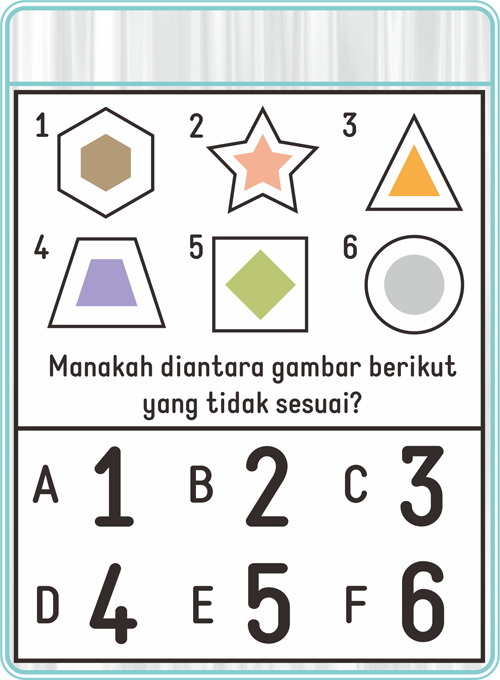 1 2 3
4 5 6
Manakah diantara gambar berikut
yang tidak sesuai?
A 1 B 2 C 3
D 4 E 5 F 6